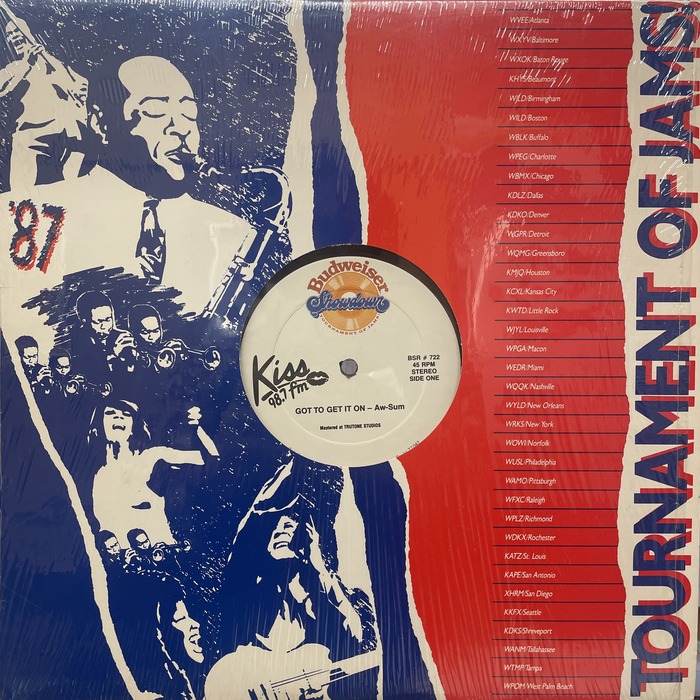 '87
Budweiser
Showdown
TOURNAMENT OF JAMS
Kiss
98.7 fm
BSR # 722
45 RPM
STEREO
SIDE ONE
GOT TO GET IT ON – Aw-Sum
Mastered at TRUTONE STUDIOS
WVEE/Atlanta
WXYV/Baltimore
WXOK/Baton Rouge
KHYS/Beaumont
WJLD/Birmingham
WILD/Boston
WBLK/Buffalo
WPEG/Charlotte
WBMX/Chicago
KDLZ/Dallas
KDKO/Denver
WGPR/Detroit
WQMG/Greensboro
KMJQ/Houston
KCXL/Kansas City
KWTD/Little Rock
WJYL/Louisville
WPGA/Macon
WEDR/Miami
WQQK/Nashville
WYLD/New Orleans
WRKS/New York
WOWI/Norfolk
WUSL/Philadelphia
WAMO/Pittsburgh
WFXC/Raleigh
WPLZ/Richmond
WDKX/Rochester
KATZ/St. Louis
KAPE/San Antonio
XHRM/San Diego
KKFX/Seattle
KDKS/Shreveport
WANM/Tallahassee
WTMP/Tampa
WPOM/West Palm Beach
TOURNAMENT OF JAMS